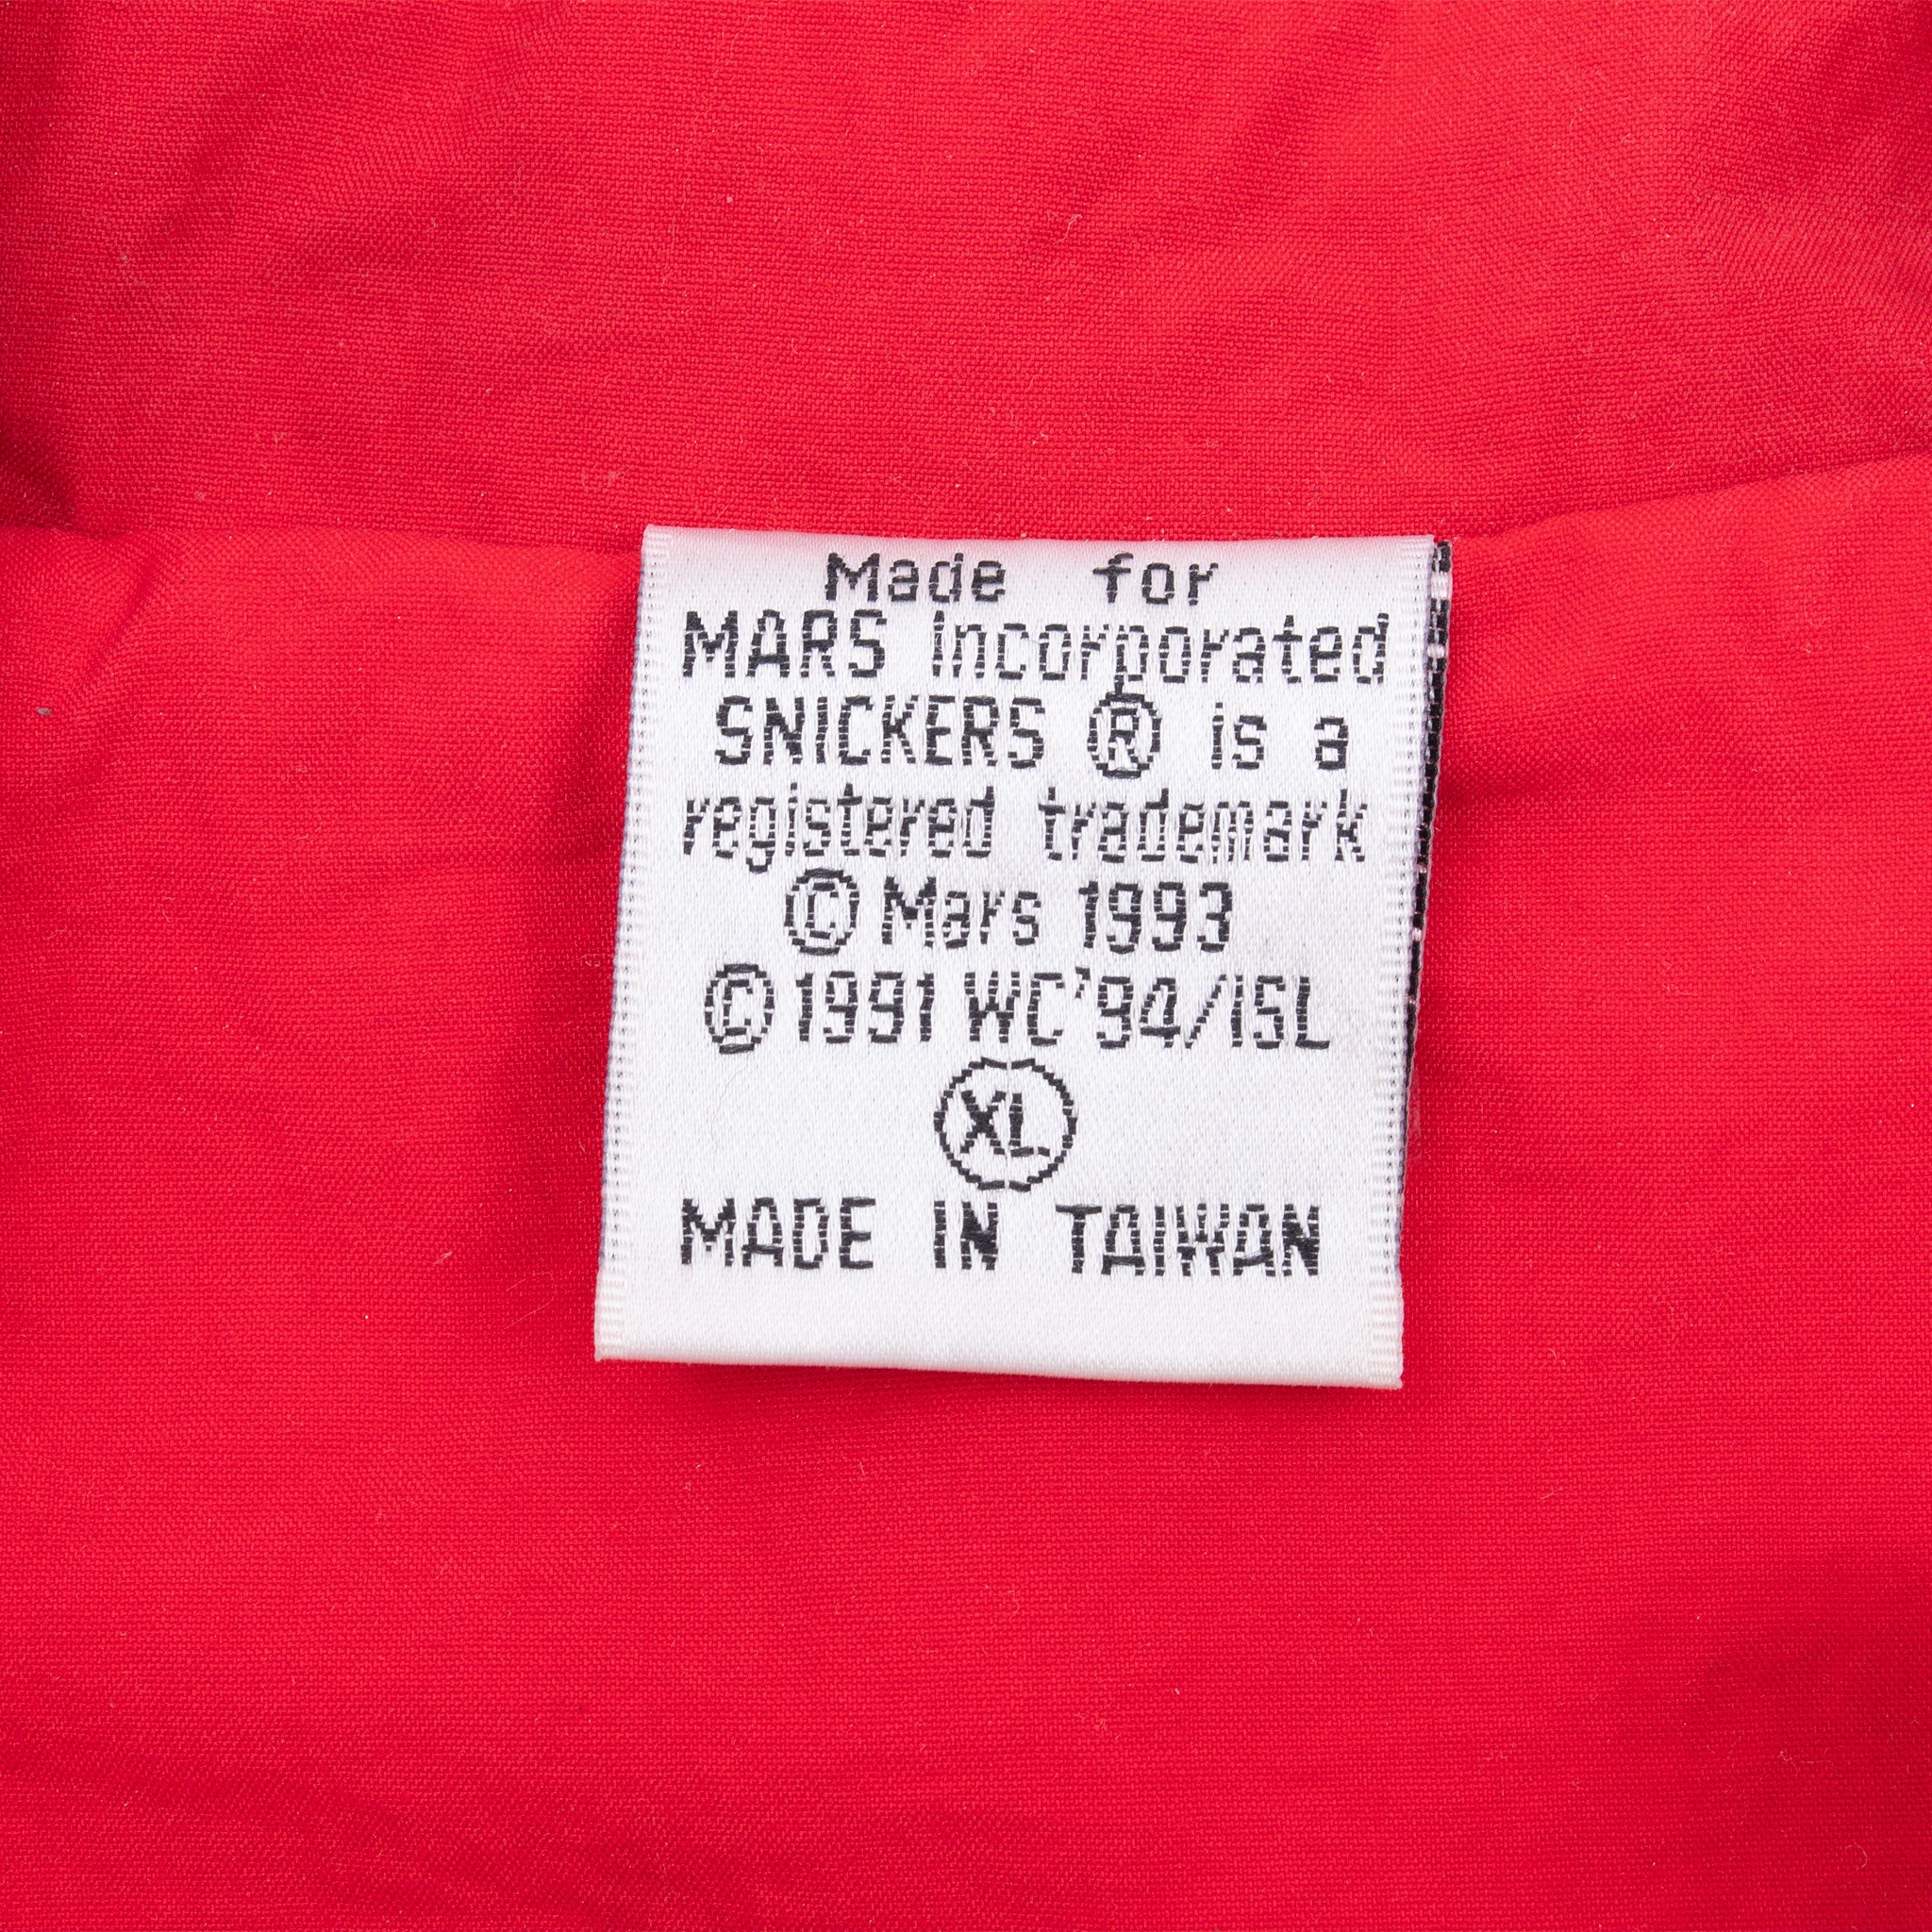 Made for
MARS Incorporated
SNICKERS ® is a
registered trademark
© Mars 1993
© 1991 WC'94/ISL
XL
MADE IN TAIWAN